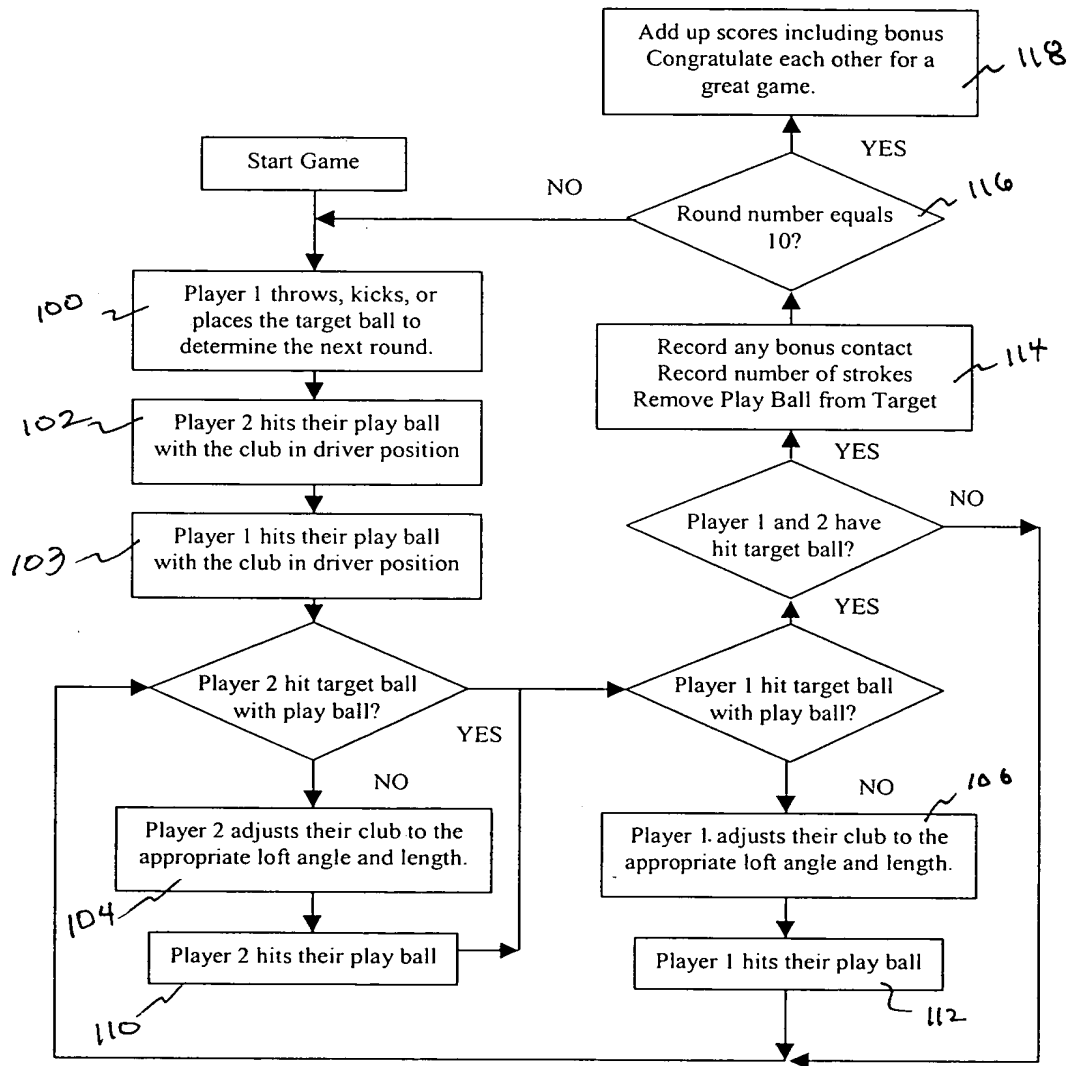 Start Game
100
Player 1 throws, kicks, or
places the target ball to
determine the next round.
102
Player 2 hits their play ball
with the club in driver position
103
Player 1 hits their play ball
with the club in driver position
Player 2 hit target ball
with play ball?
YES
NO
Player 2 adjusts their club to the
appropriate loft angle and length.
104
Player 2 hits their play ball
110
Player 1 hit target ball
with play ball?
NO
106
Player 1. adjusts their club to the
appropriate loft angle and length.
Player 1 hits their play ball
112
YES
Player 1 and 2 have
hit target ball?
NO
YES
Record any bonus contact
Record number of strokes
Remove Play Ball from Target
114
Round number equals
10?
116
NO
YES
Add up scores including bonus
Congratulate each other for a
great game.
118